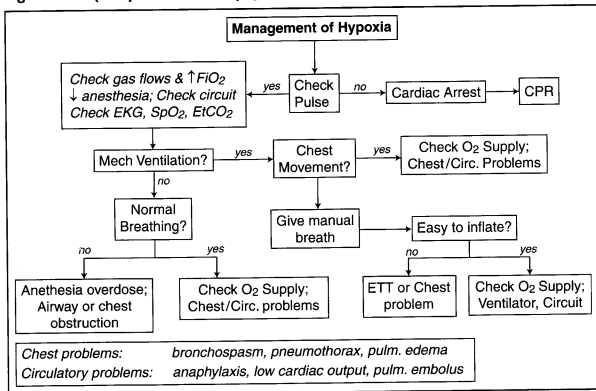 Management of Hypoxia
Check gas flows & ↑FiO2
↓ anesthesia; Check circuit
Check EKG, SpO2, EtCO2
yes
Check
Pulse
no
Cardiac Arrest
CPR
Mech Ventilation?
yes
Chest
Movement?
yes
Check O2 Supply;
Chest/Circ. Problems
no
Normal
Breathing?
Give manual
breath
Easy to inflate?
no
yes
no
yes
Anethesia overdose;
Airway or chest
obstruction
Check O2 Supply;
Chest/Circ. problems
ETT or Chest
problem
Check O2 Supply;
Ventilator, Circuit
Chest problems: bronchospasm, pneumothorax, pulm. edema
Circulatory problems: anaphylaxis, low cardiac output, pulm. embolus